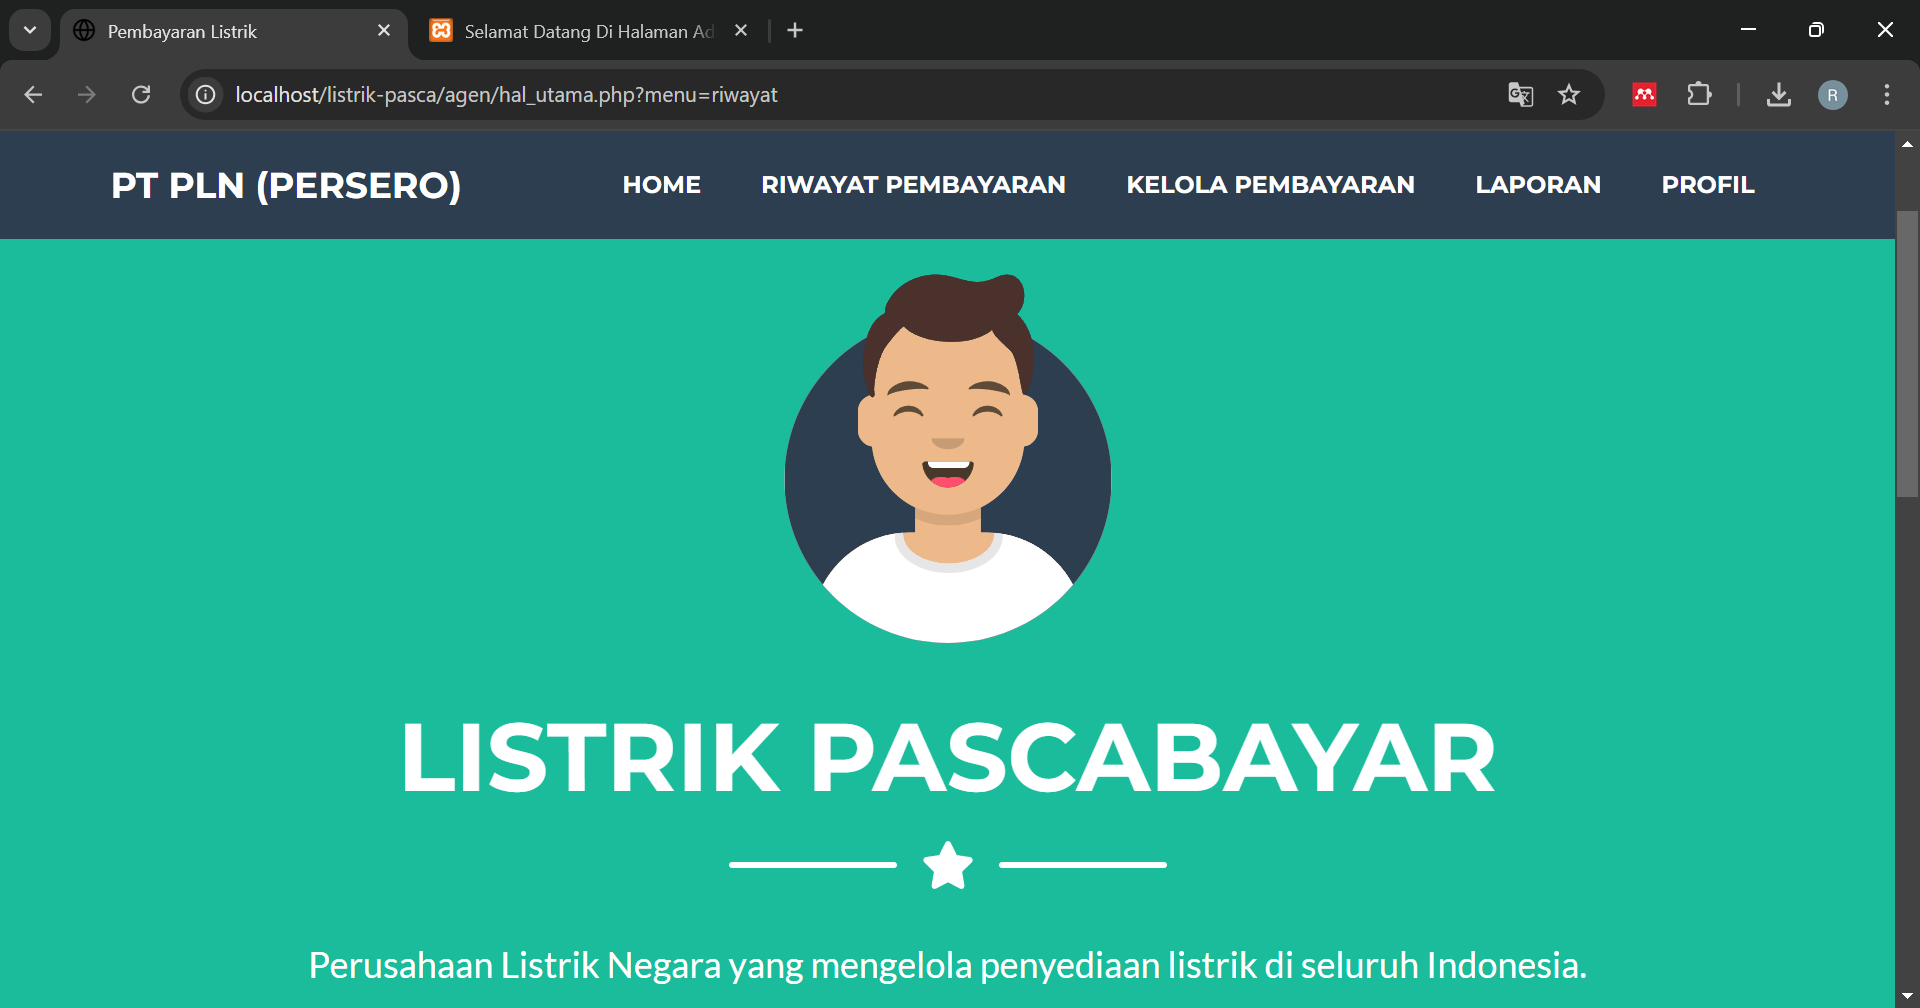 Pembayaran Listrik
Selamat Datang Di Halaman Ad
localhost/listrik-pasca/agen/hal_utama.php?menu=riwayat
R
PT PLN (PERSERO)
HOME
RIWAYAT PEMBAYARAN
KELOLA PEMBAYARAN
LAPORAN
PROFIL
LISTRIK PASCABAYAR
Perusahaan Listrik Negara yang mengelola penyediaan listrik di seluruh Indonesia.